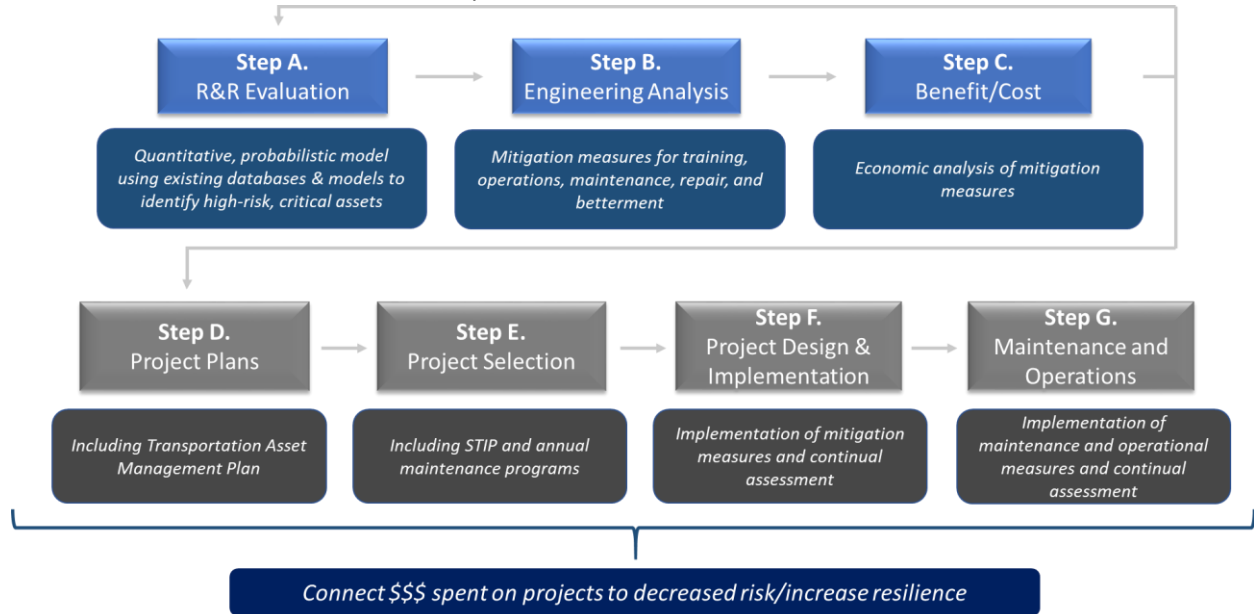 Step A.
R&R Evaluation
Step B.
Engineering Analysis
Step C.
Benefit/Cost
Quantitative, probabilistic model
using existing databases & models to
identify high-risk, critical assets
Mitigation measures for training,
operations, maintenance, repair, and
betterment
Economic analysis of mitigation
measures
Step D.
Project Plans
Step E.
Project Selection
Step F.
Project Design &
Implementation
Step G.
Maintenance and
Operations
Including Transportation Asset
Management Plan
Including STIP and annual
maintenance programs
Implementation of mitigation
measures and continual
assessment
Implementation of
maintenance and operational
measures and continual
assessment
Connect $$$ spent on projects to decreased risk/increase resilience